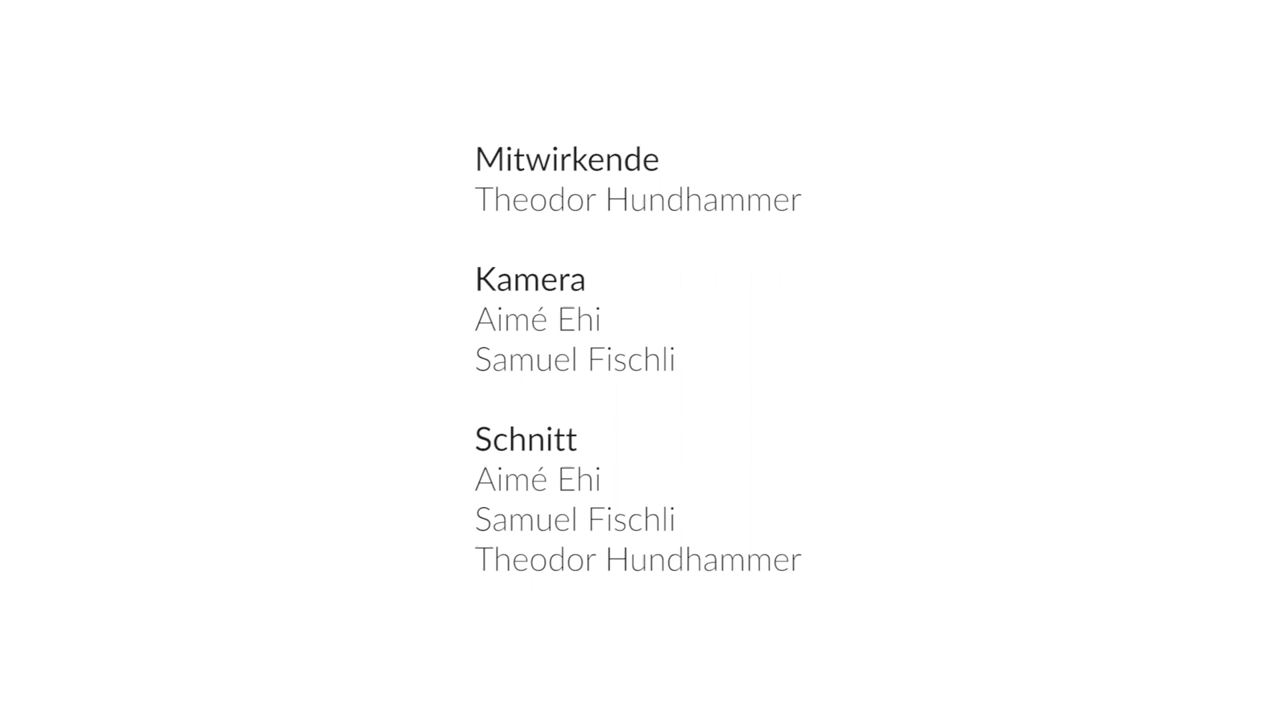 Mitwirkende
Theodor Hundhammer
Kamera
Aimé Ehi
Samuel Fischli
Schnitt
Aimé Ehi
Samuel Fischli
Theodor Hundhammer